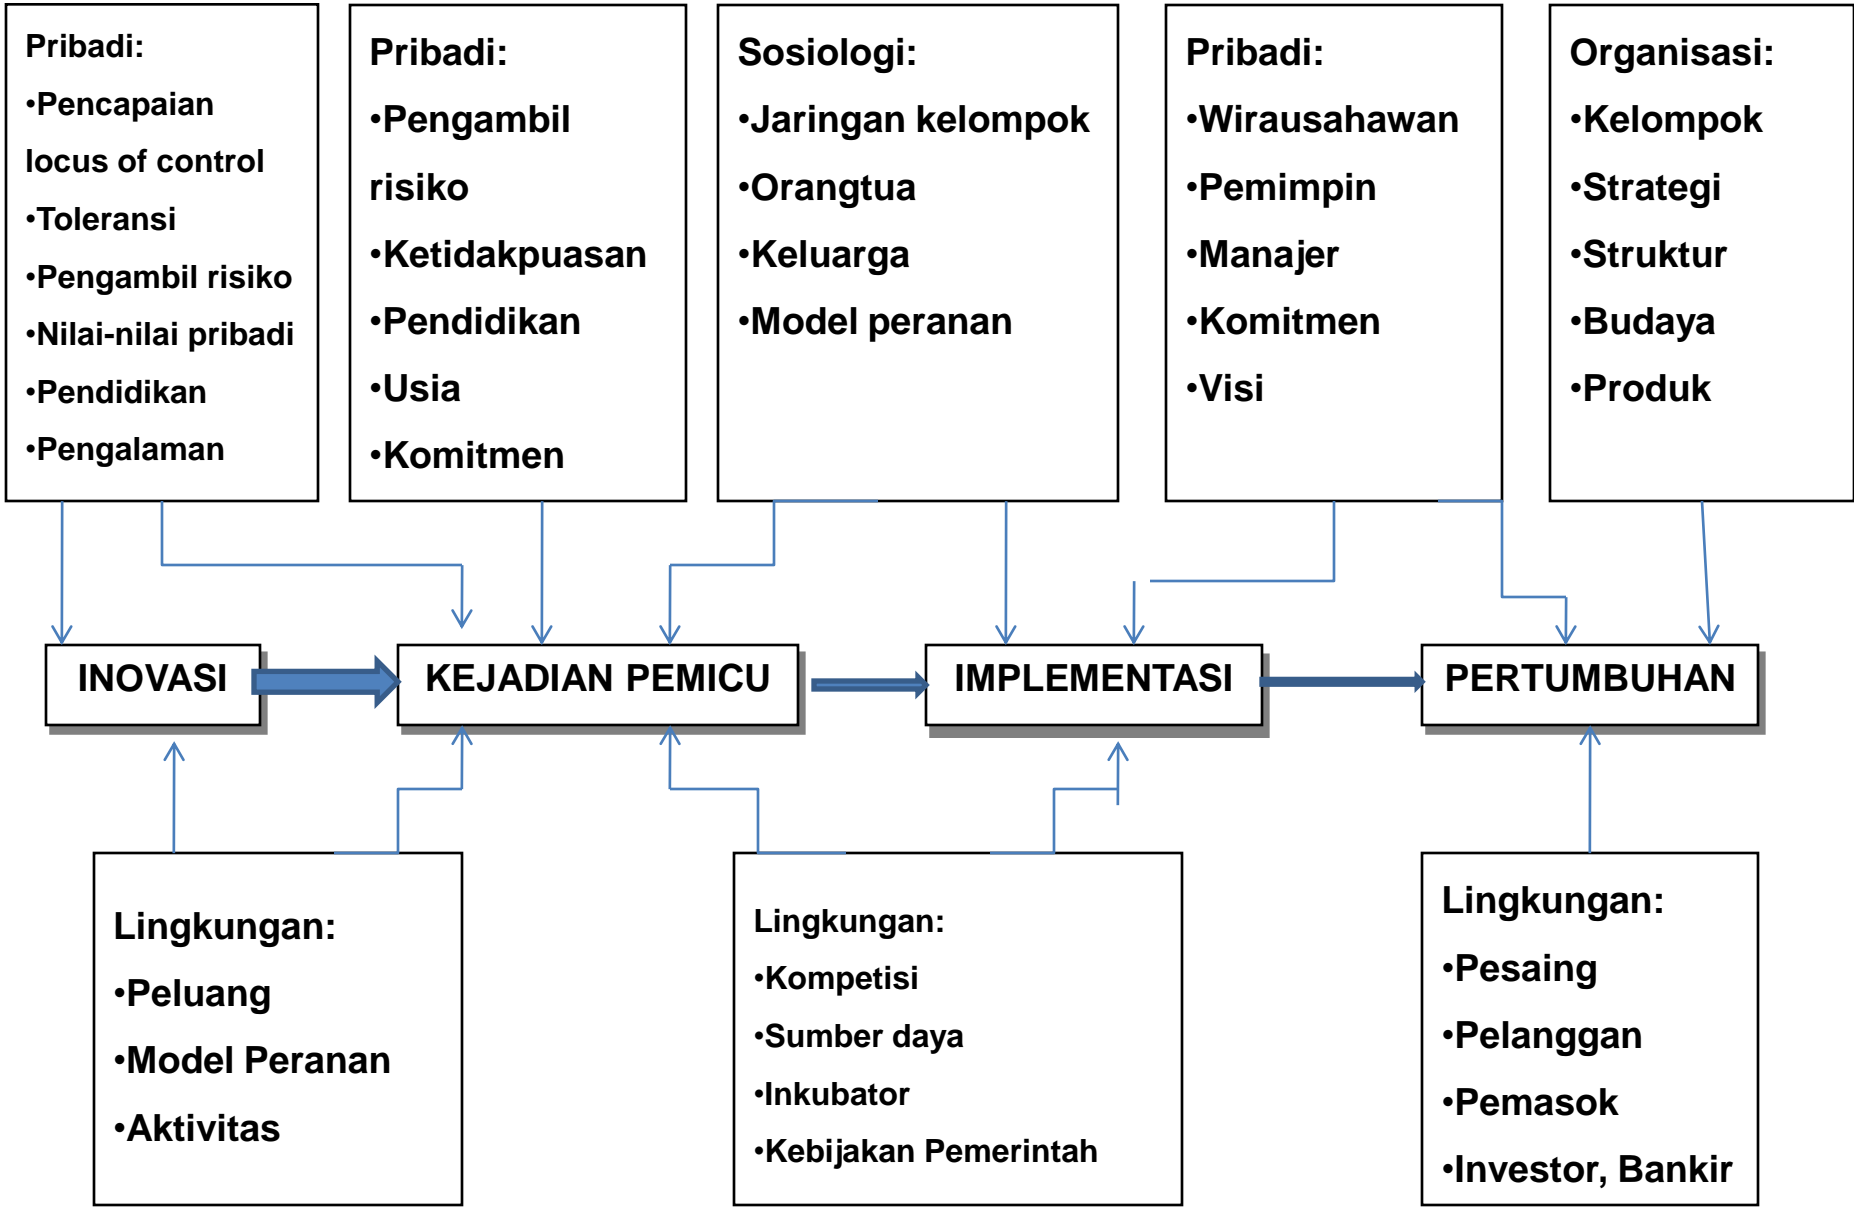 Pribadi:
•Pencapaian
locus of control
•Toleransi
•Pengambil risiko
•Nilai-nilai pribadi
•Pendidikan
•Pengalaman
Pribadi:
•Pengambil
risiko
•Ketidakpuasan
•Pendidikan
•Usia
•Komitmen
Sosiologi:
•Jaringan kelompok
•Orangtua
•Keluarga
•Model peranan
Pribadi:
•Wirausahawan
•Pemimpin
•Manajer
•Komitmen
•Visi
Organisasi:
•Kelompok
•Strategi
•Struktur
•Budaya
•Produk
INOVASI
KEJADIAN PEMICU
IMPLEMENTASI
PERTUMBUHAN
Lingkungan:
•Peluang
•Model Peranan
•Aktivitas
Lingkungan:
•Kompetisi
•Sumber daya
•Inkubator
•Kebijakan Pemerintah
Lingkungan:
•Pesaing
•Pelanggan
•Pemasok
•Investor, Bankir